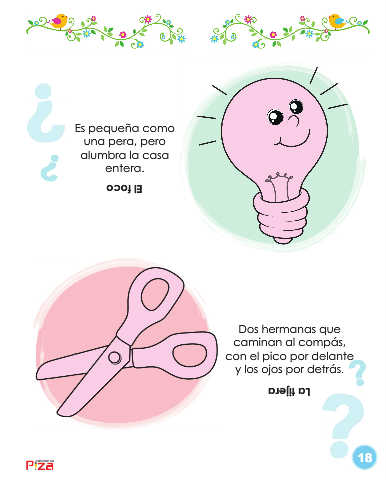 Es pequeña como
una pera, pero
alumbra la casa
entera.
El foco
Dos hermanas que
caminan al compás,
con el pico por delante
y los ojos por detrás.
La tijera
Piza
18